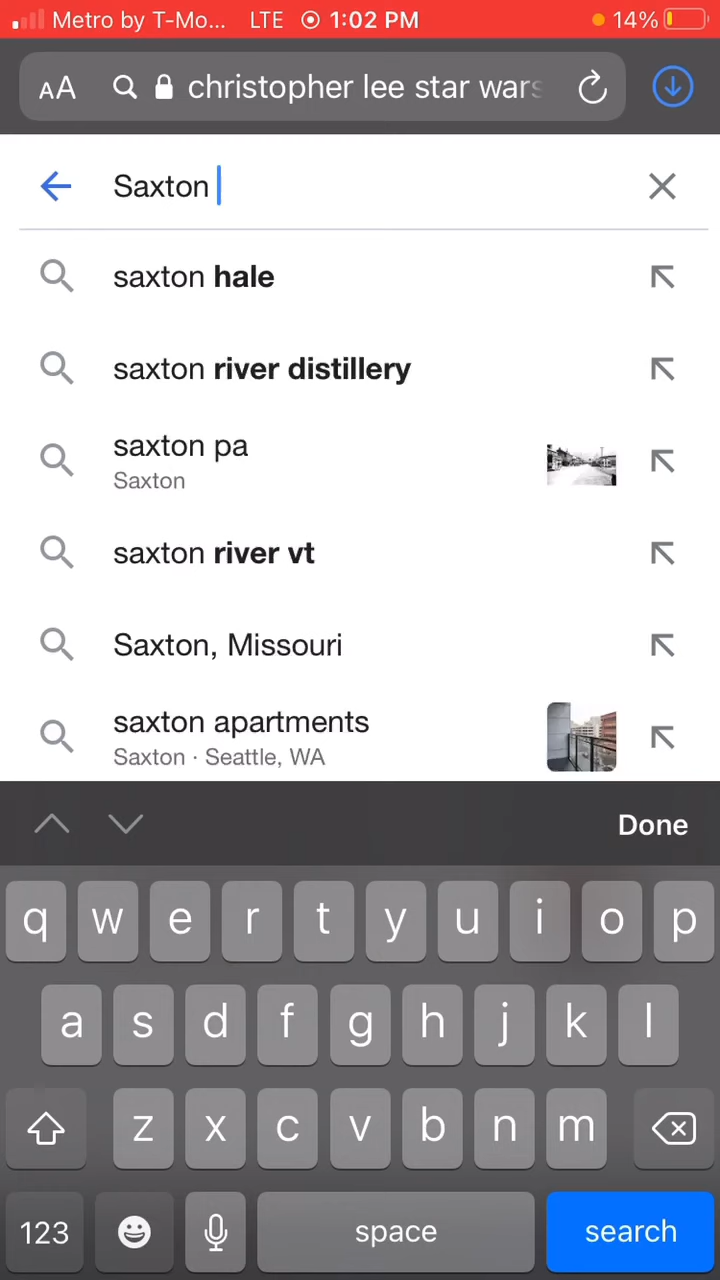 Metro by T-Mo... LTE 1:02 PM 14%
AA christopher lee star wars
Saxton
saxton hale
saxton river distillery
saxton pa
Saxton
saxton river vt
Saxton, Missouri
saxton apartments
Saxton · Seattle, WA
Done
q w e r t y u i o p
a s d f g h j k l
z x c v b n m
123 space search